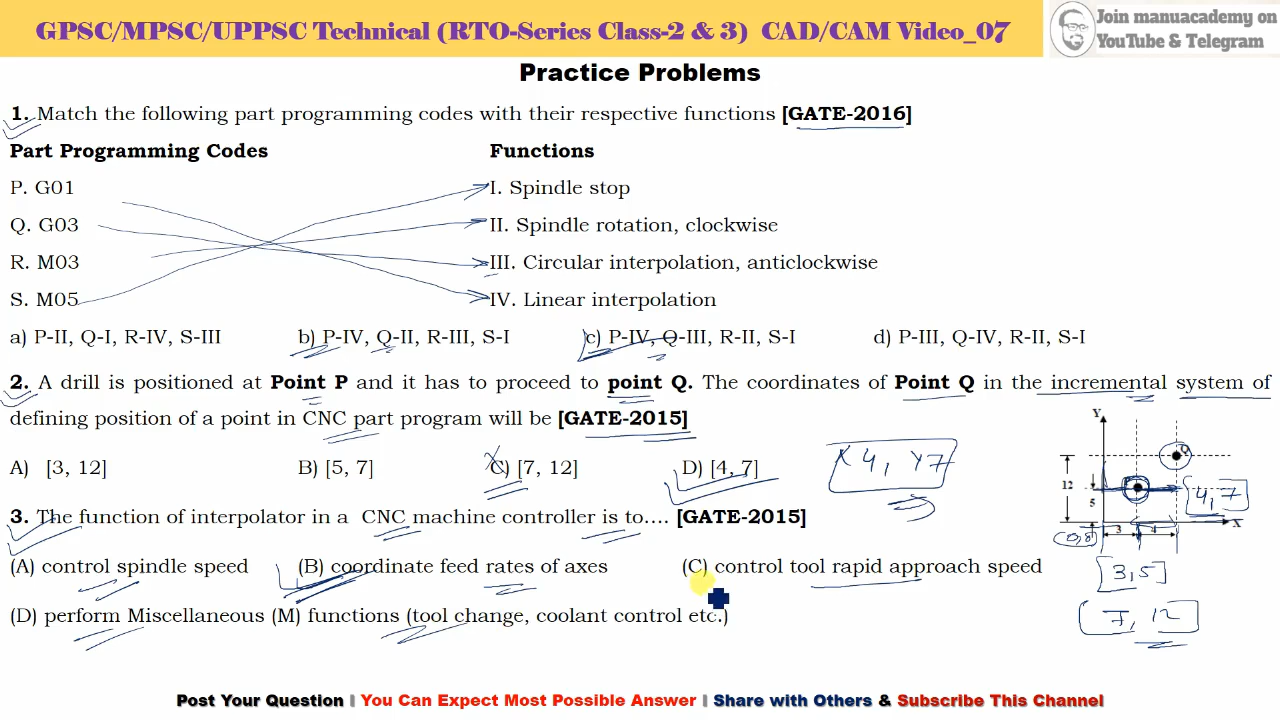 GPSC/MPSC/UPPSC Technical (RTO-Series Class-2 & 3) CAD/CAM Video_07
Join manuacademy on
YouTube & Telegram
Practice Problems
1. Match the following part programming codes with their respective functions [GATE-2016]
Part Programming Codes Functions
P. G01 I. Spindle stop
Q. G03 II. Spindle rotation, clockwise
R. M03 III. Circular interpolation, anticlockwise
S. M05 IV. Linear interpolation
a) P-II, Q-I, R-IV, S-III b) P-IV, Q-II, R-III, S-I c) P-IV, Q-III, R-II, S-I d) P-III, Q-IV, R-II, S-I
2. A drill is positioned at Point P and it has to proceed to point Q. The coordinates of Point Q in the incremental system of
defining position of a point in CNC part program will be [GATE-2015]
A) [3, 12] B) [5, 7] C) [7, 12] D) [4, 7]
X4, Y7
Y
Q
P
12
5
4, 7
X
3 4
[3, 5]
7, 12
3. The function of interpolator in a CNC machine controller is to.... [GATE-2015]
(A) control spindle speed (B) coordinate feed rates of axes (C) control tool rapid approach speed
(D) perform Miscellaneous (M) functions (tool change, coolant control etc.)
Post Your Question | You Can Expect Most Possible Answer | Share with Others & Subscribe This Channel